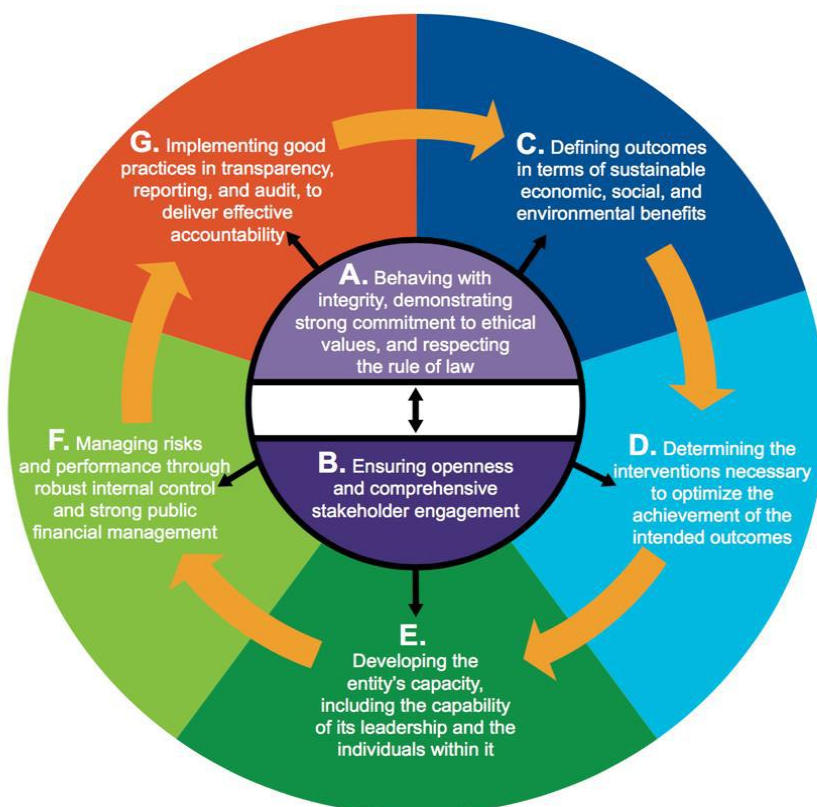 G. Implementing good
practices in transparency,
reporting, and audit, to
deliver effective
accountability
C. Defining outcomes
in terms of sustainable
economic, social, and
environmental benefits
A. Behaving with
integrity, demonstrating
strong commitment to ethical
values, and respecting
the rule of law
B. Ensuring openness
and comprehensive
stakeholder engagement
F. Managing risks
and performance through
robust internal control
and strong public
financial management
D. Determining the
interventions necessary
to optimize the
achievement of the
intended outcomes
E.
Developing the
entity's capacity,
including the capability
of its leadership and the
individuals within it